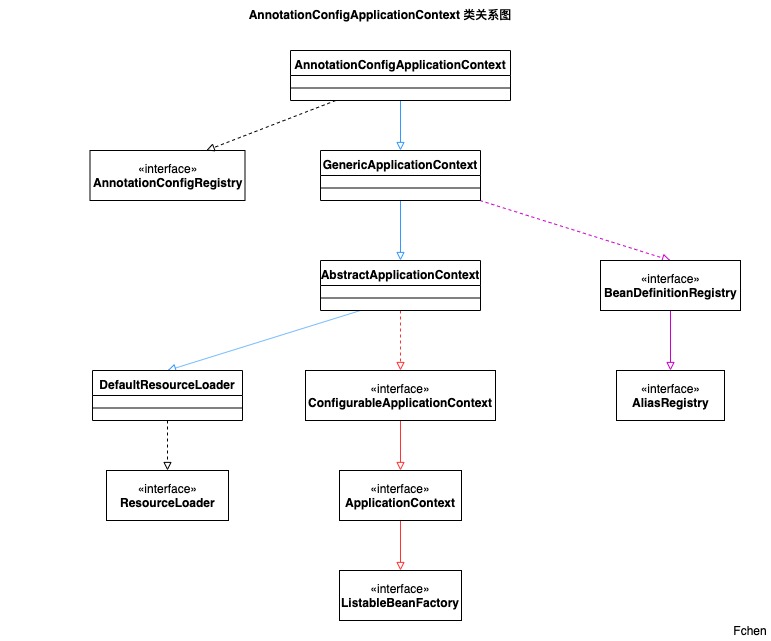 AnnotationConfigApplicationContext 类关系图
AnnotationConfigApplicationContext
«interface»
AnnotationConfigRegistry
GenericApplicationContext
AbstractApplicationContext
«interface»
BeanDefinitionRegistry
DefaultResourceLoader
«interface»
ConfigurableApplicationContext
«interface»
AliasRegistry
«interface»
ResourceLoader
«interface»
ApplicationContext
«interface»
ListableBeanFactory
Fchen